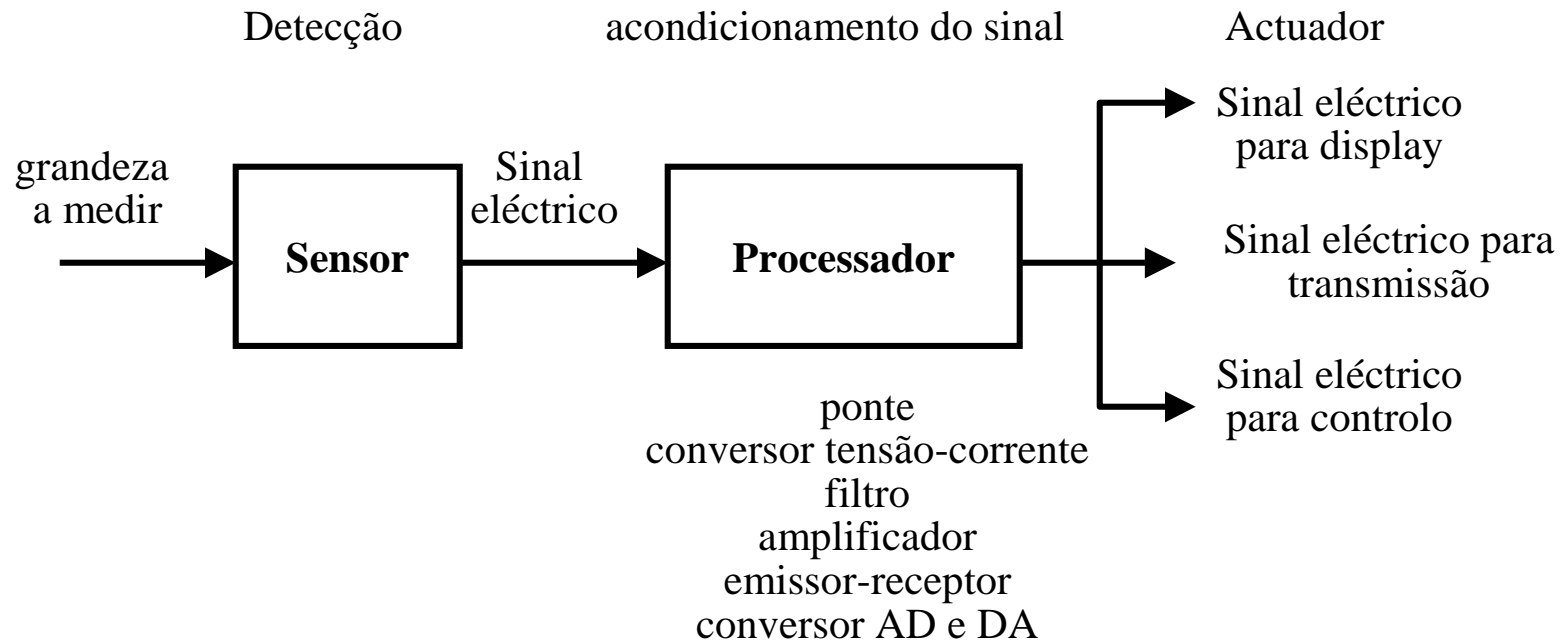 Detecção
acondicionamento do sinal
Actuador
grandeza
a medir
Sensor
Sinal
eléctrico
Processador
Sinal eléctrico
para display
Sinal eléctrico para
transmissão
Sinal eléctrico
para controlo
ponte
conversor tensão-corrente
filtro
amplificador
emissor-receptor
conversor AD e DA